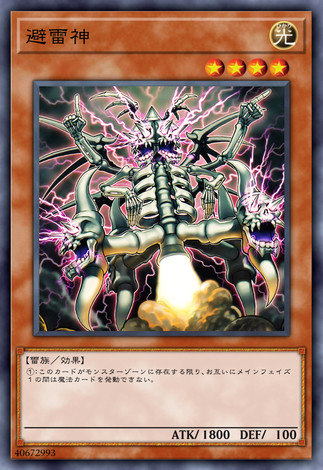 避雷神
光
【雷族/効果】
①:このカードがモンスターゾーンに存在する限り、お互いにメインフェイズ
1の間は魔法カードを発動できない。
ATK/1800 DEF/ 100
40672993